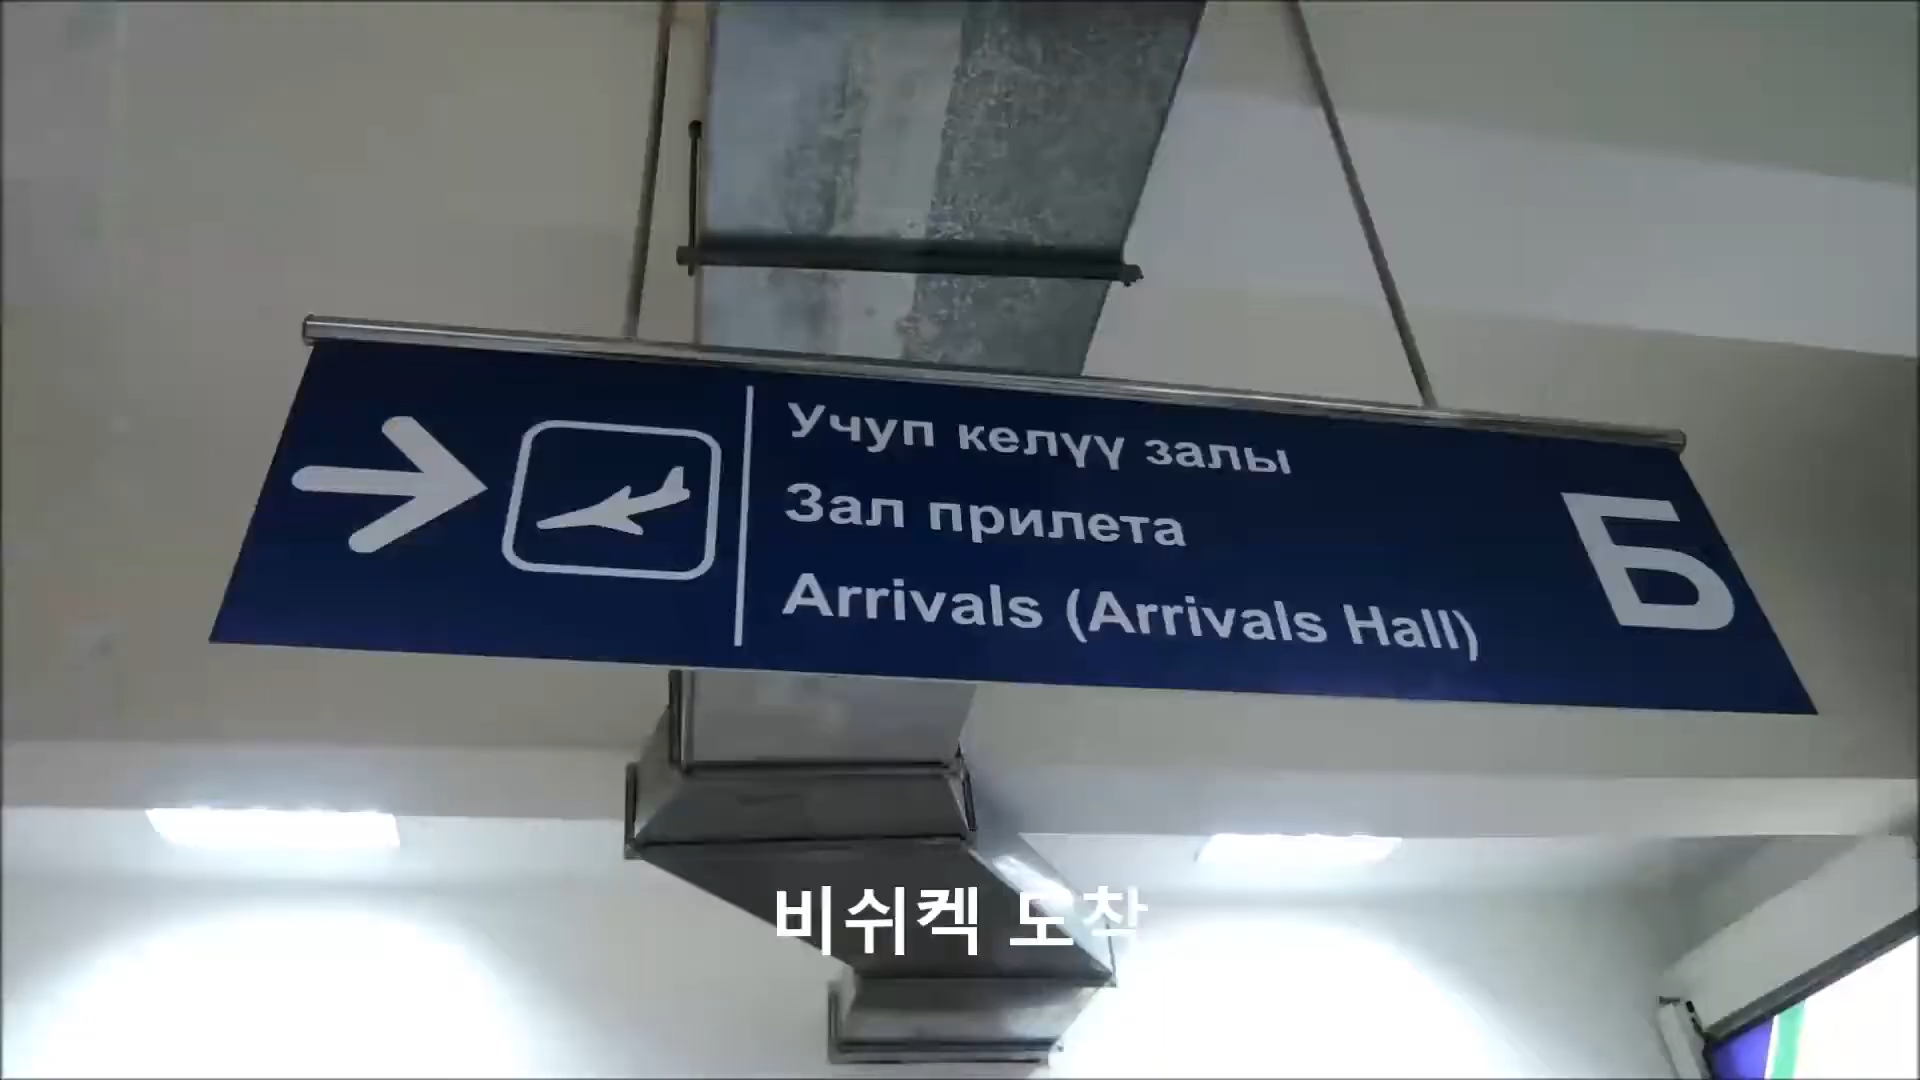 Учуп келүү залы
Зал прилета
Arrivals (Arrivals Hall)
Б
비쉬켁 도착